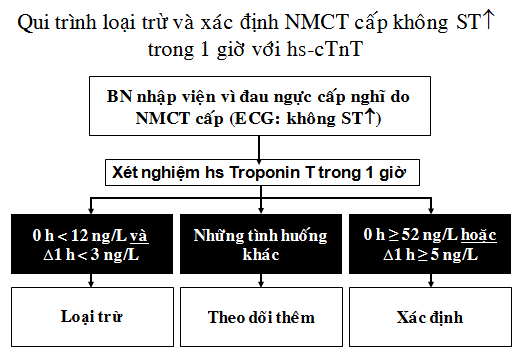 Qui trình loại trừ và xác định NMCT cấp không ST↑
trong 1 giờ với hs-cTnT
BN nhập viện vì đau ngực cấp nghĩ do
NMCT cấp (ECG: không ST↑)
Xét nghiệm hs Troponin T trong 1 giờ
0 h < 12 ng/L và
Δ1 h < 3 ng/L
Những tình huống
khác
0 h ≥ 52 ng/L hoặc
Δ1 h ≥ 5 ng/L
Loại trừ
Theo dõi thêm
Xác định